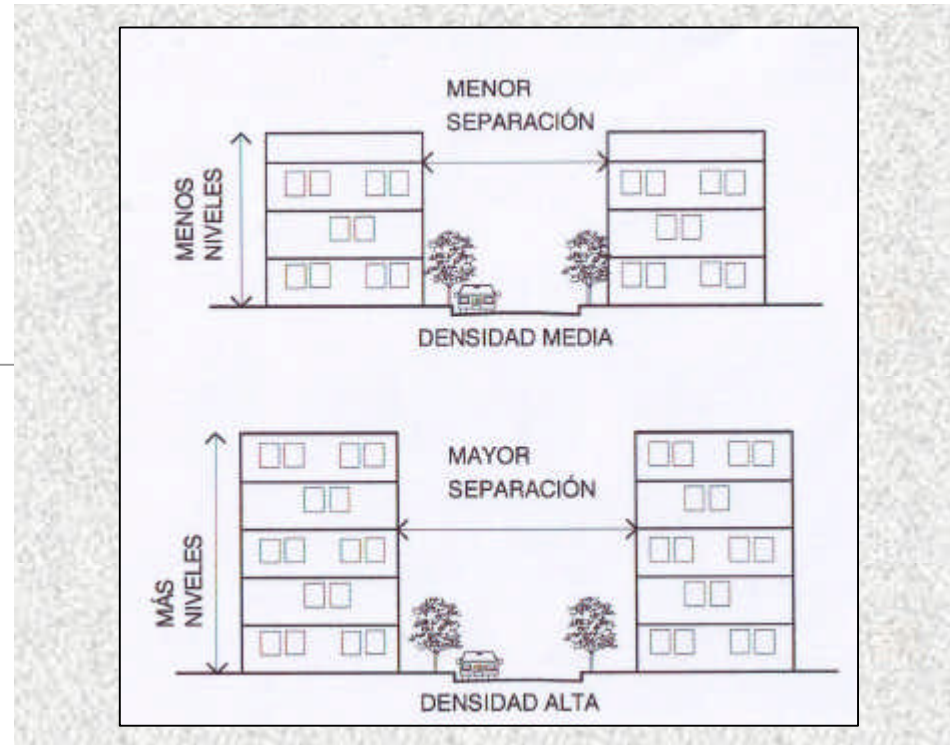 MENOR
SEPARACIÓN
MENOS
NIVELES
DENSIDAD MEDIA
MAYOR
SEPARACIÓN
MÁS
NIVELES
DENSIDAD ALTA